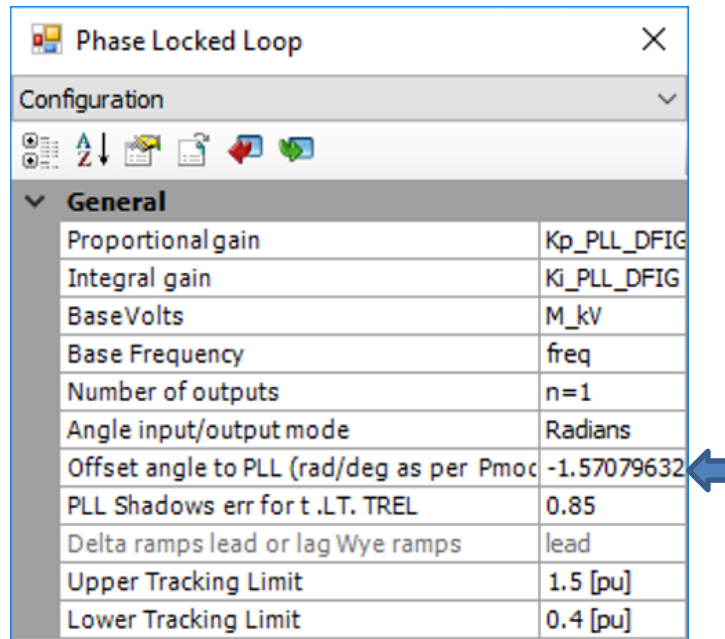 Phase Locked Loop
Configuration
General
Proportional gain Kp_PLL_DFIG
Integral gain Ki_PLL_DFIG
BaseVolts M_kV
Base Frequency freq
Number of outputs n=1
Angle input/output mode Radians
Offset angle to PLL (rad/deg as per Pmod -1.57079632
PLL Shadows err for t .LT. TREL 0.85
Delta ramps lead or lag Wye ramps lead
Upper Tracking Limit 1.5 [pu]
Lower Tracking Limit 0.4 [pu]